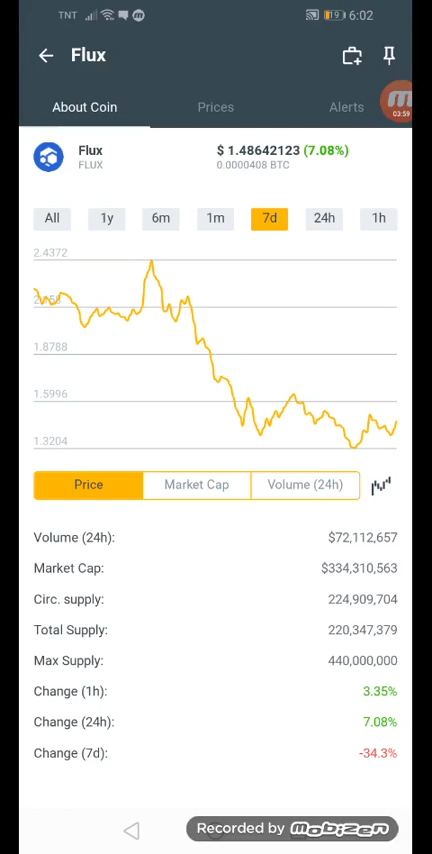 TNT 19 6:02
Flux
03:59
About Coin Prices Alerts
Flux $ 1.48642123 (7.08%)
FLUX 0.0000408 BTC
All 1y 6m 1m 7d 24h 1h
2.4372
1.8788
1.5996
1.3204
Price Market Cap Volume (24h)
Volume (24h): $72,112,657
Market Cap: $334,310,563
Circ. supply: 224,909,704
Total Supply: 220,347,379
Max Supply: 440,000,000
Change (1h): 3.35%
Change (24h): 7.08%
Change (7d): -34.3%
Recorded by mobizen